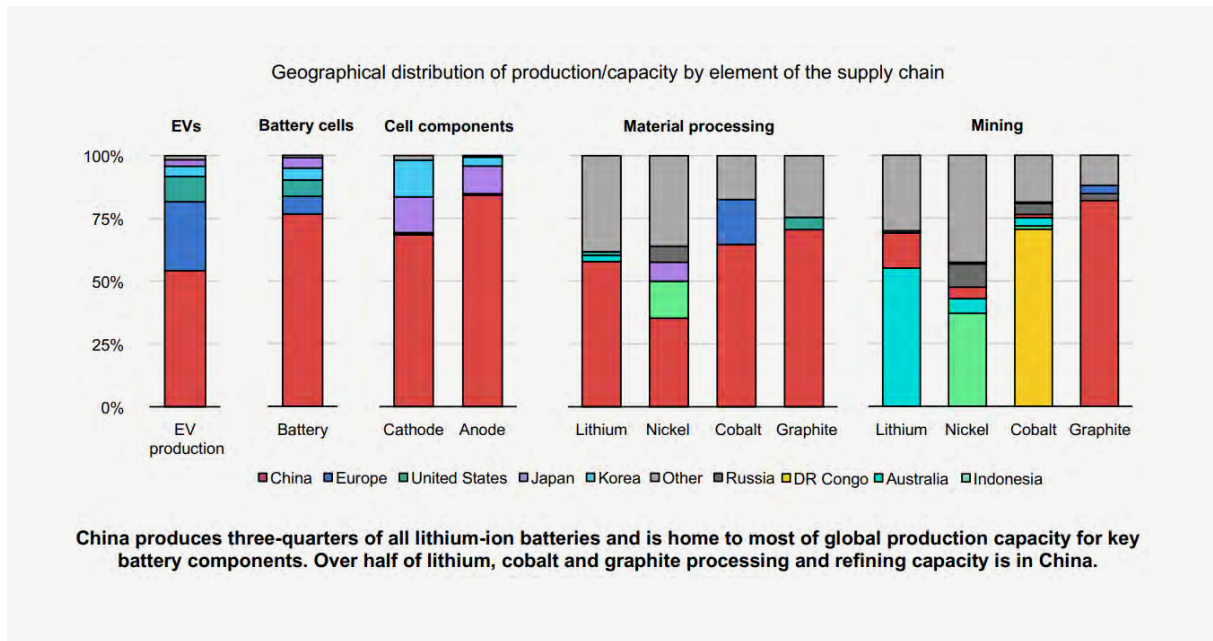 Geographical distribution of production/capacity by element of the supply chain
EVs Battery cells Cell components Material processing Mining
100%
75%
50%
25%
0%
EV production Battery Cathode Anode Lithium Nickel Cobalt Graphite Lithium Nickel Cobalt Graphite
China Europe United States Japan Korea Other Russia DR Congo Australia Indonesia
China produces three-quarters of all lithium-ion batteries and is home to most of global production capacity for key
battery components. Over half of lithium, cobalt and graphite processing and refining capacity is in China.